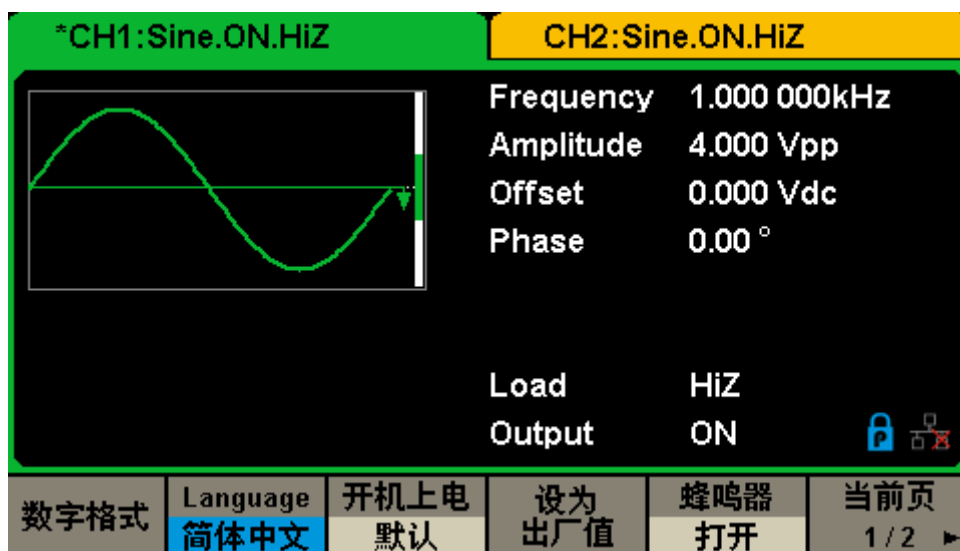 *CH1:Sine.ON.HiZ
CH2:Sine.ON.HiZ
Frequency 1.000 000kHz
Amplitude 4.000 Vpp
Offset 0.000 Vdc
Phase 0.00 °
Load HiZ
Output ON
P
数字格式
Language
简体中文
开机上电
默认
设为
出厂值
蜂鸣器
打开
当前页
1/2 ►